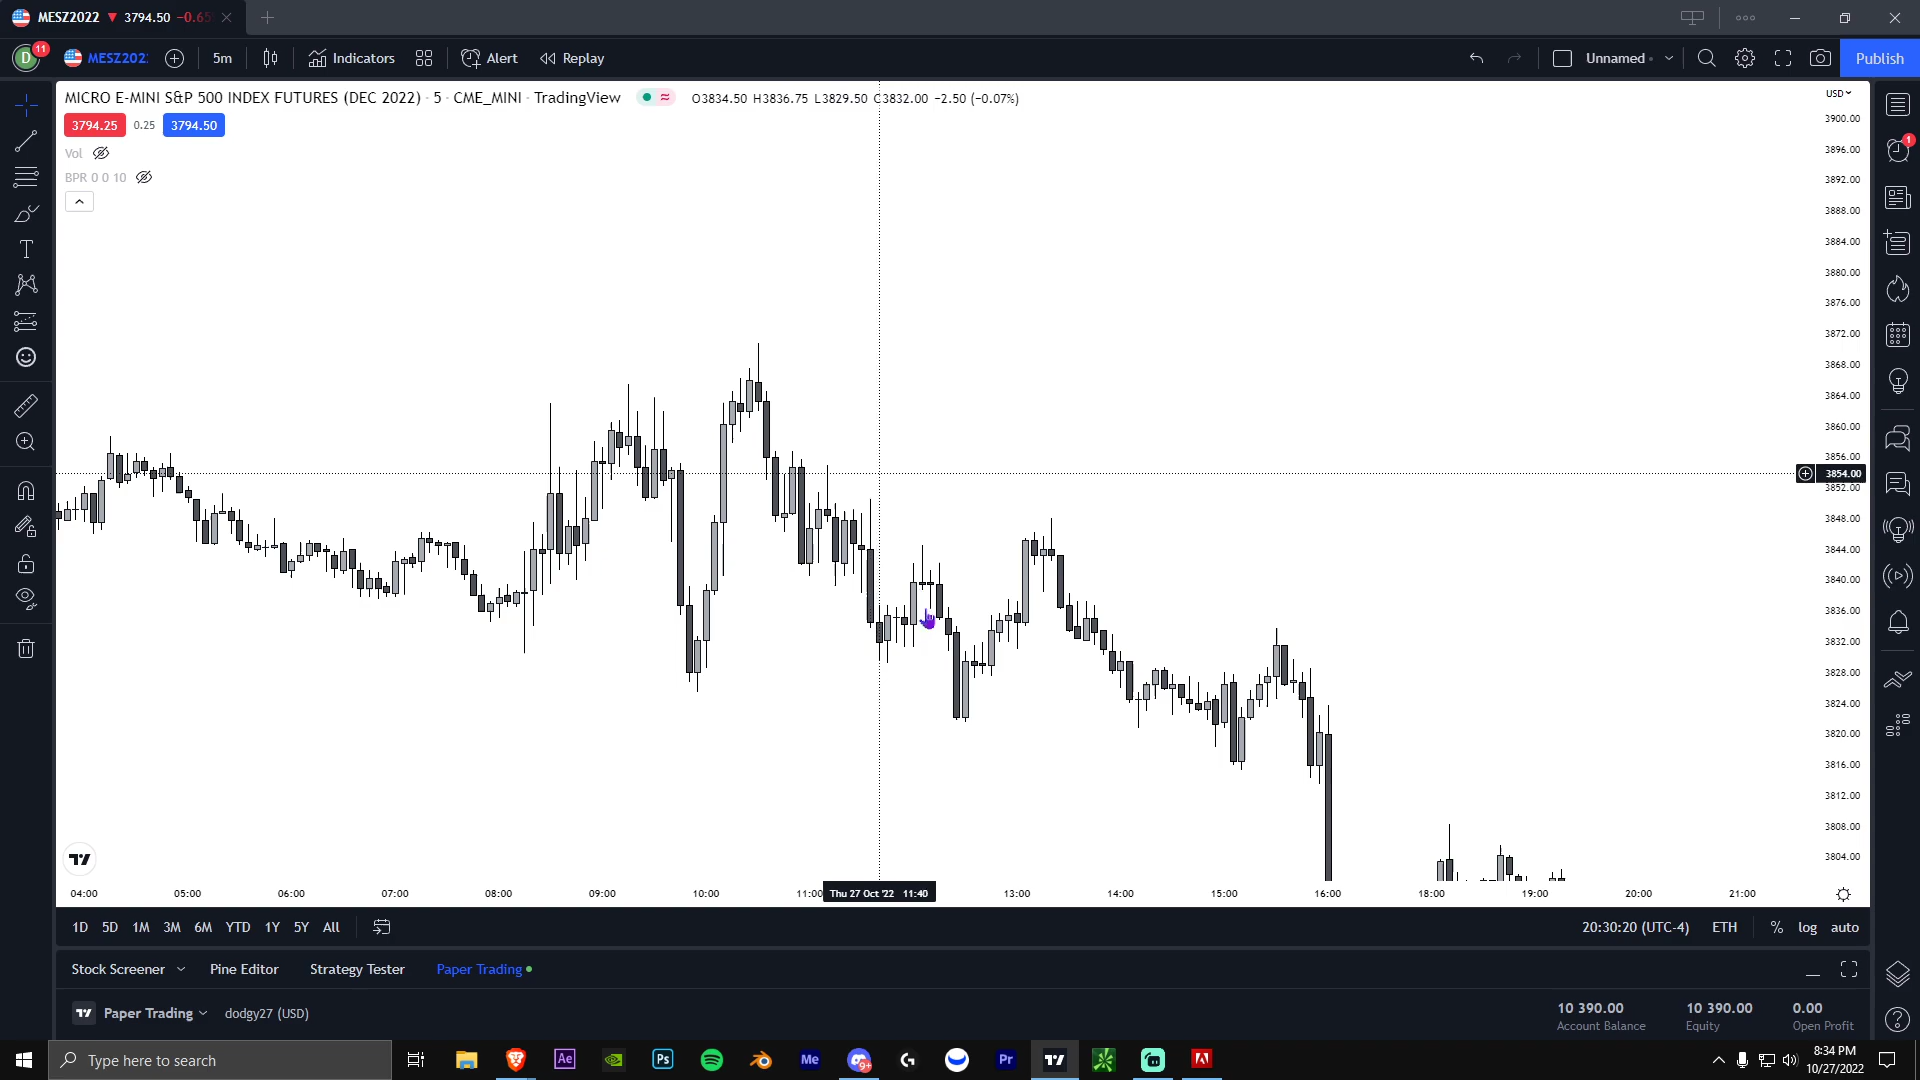 MESZ2022 ▼ 3794.50 −0.65
D 11 MESZ202 5m Indicators Alert Replay Unnamed Publish
MICRO E-MINI S&P 500 INDEX FUTURES (DEC 2022) · 5 · CME_MINI · TradingView O3834.50 H3836.75 L3829.50 C3832.00 −2.50 (−0.07%)
USD
3794.25 0.25 3794.50
Vol
BPR 0 0 10
3900.00
3896.00
3892.00
3888.00
3884.00
3880.00
3876.00
3872.00
3868.00
3864.00
3860.00
3856.00
3854.00
3852.00
3848.00
3844.00
3840.00
3836.00
3832.00
3828.00
3824.00
3820.00
3816.00
3812.00
3808.00
3804.00
1
04:00 05:00 06:00 07:00 08:00 09:00 10:00 11:00 Thu 27 Oct '22 11:40 13:00 14:00 15:00 16:00 18:00 19:00 20:00 21:00
1D 5D 1M 3M 6M YTD 1Y 5Y All 20:30:20 (UTC-4) ETH % log auto
Stock Screener Pine Editor Strategy Tester Paper Trading
Paper Trading dodgy27 (USD)
10 390.00 10 390.00 0.00
Account Balance Equity Open Profit
Type here to search
Ae Ps Me 9+ Pr
8:34 PM
10/27/2022